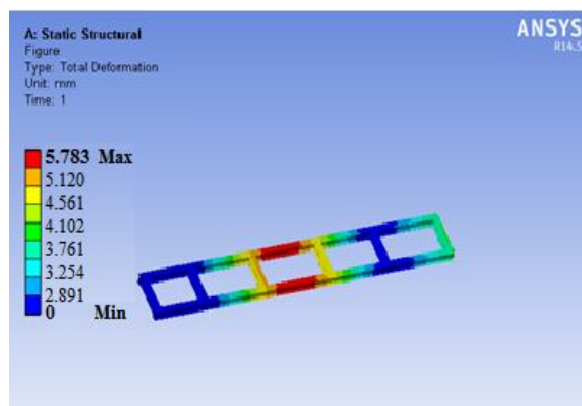 A: Static Structural
Figure
Type: Total Deformation
Unit: mm
Time: 1
ANSYS
R14.5
5.783 Max
5.120
4.561
4.102
3.761
3.254
2.891
0 Min